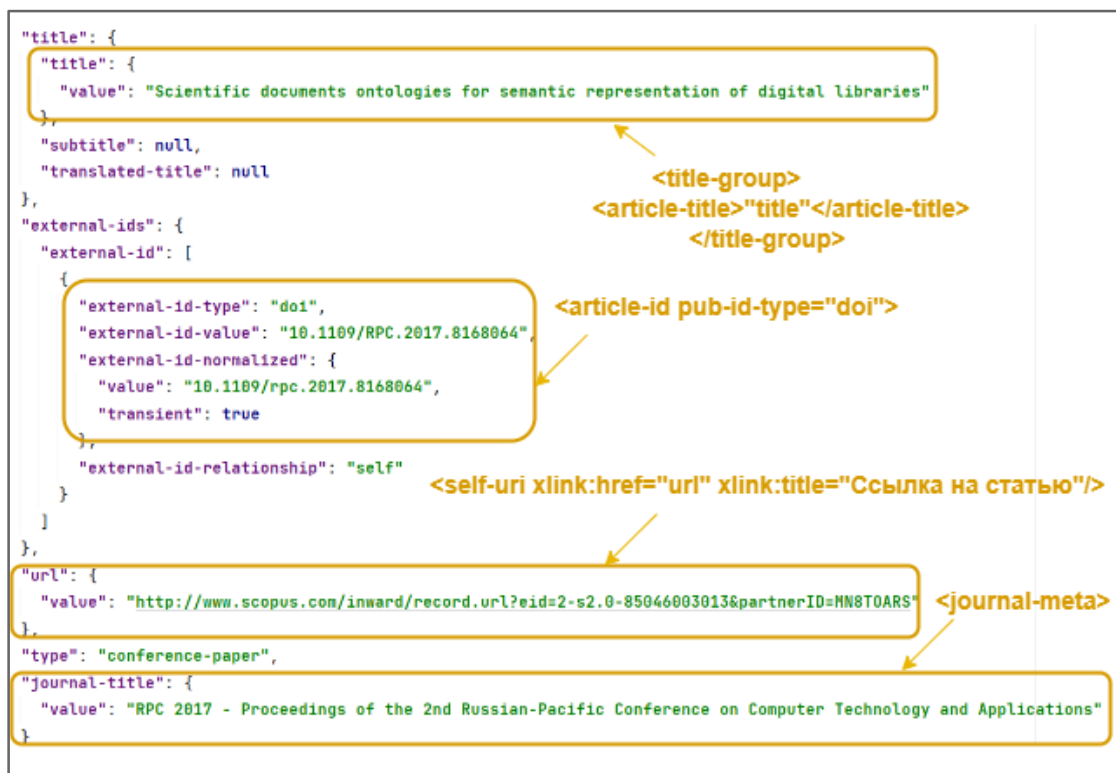 "title": {
"title": {
"value": "Scientific documents ontologies for semantic representation of digital libraries"
},
"subtitle": null,
"translated-title": null
},
<title-group>
<article-title>"title"</article-title>
</title-group>
"external-ids": {
"external-id": [
{
"external-id-type": "doi",
<article-id pub-id-type="doi">
"external-id-value": "10.1109/RPC.2017.8168064",
"external-id-normalized": {
"value": "10.1109/rpc.2017.8168064",
"transient": true
},
"external-id-relationship": "self"
}
<self-uri xlink:href="url" xlink:title="Ссылка на статью"/>
]
},
"url": {
"value": "http://www.scopus.com/inward/record.url?eid=2-s2.0-85046003013&partnerID=MN8TOARS"
<journal-meta>
},
"type": "conference-paper",
"journal-title": {
"value": "RPC 2017 - Proceedings of the 2nd Russian-Pacific Conference on Computer Technology and Applications"
}